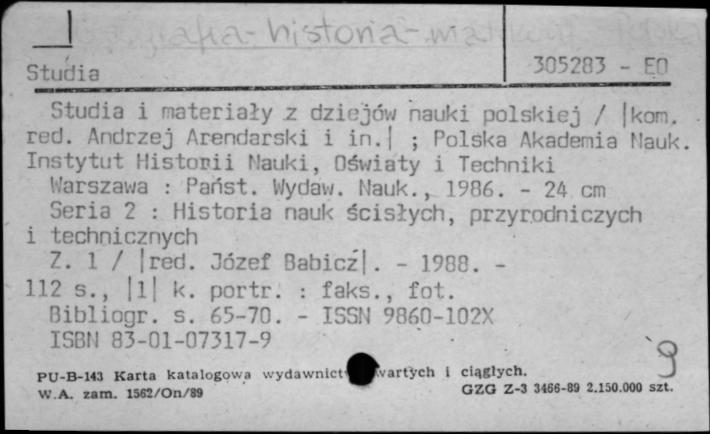 historia-
Studia
305283 - EO
Studia i materiały z dziejów nauki polskiej / |kom.
red. Andrzej Arendarski i in.| ; Polska Akademia Nauk.
Instytut Historii Nauki, Oświaty i Techniki
Warszawa : Państ. Wydaw. Nauk., 1986. - 24 cm
Seria 2 : Historia nauk ścisłych, przyrodniczych
i technicznych
Z. 1 / |red. Józef Babicz|. - 1988. -
112 s., |1| k. portr. : faks., fot.
Bibliogr. s. 65-70. - ISSN 9860-102X
ISBN 83-01-07317-9
PU-B-143 Karta katalogowa wydawnict wartych i ciągłych.
W.A. zam. 1562/On/89 GZG Z-3 3466-89 2.150.000 szt.